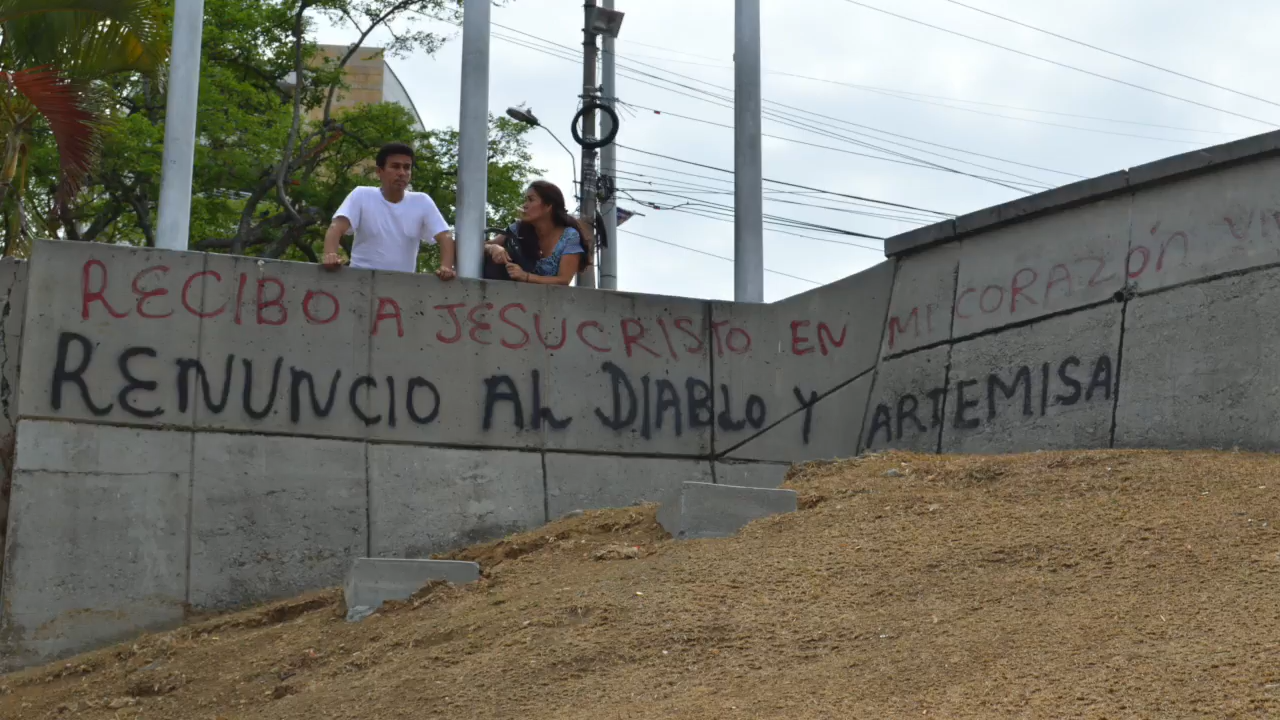 RECIBO A JESUCRISTO EN MI CORAZÓN
RENUNCIO AL DIABLO Y ARTEMISA